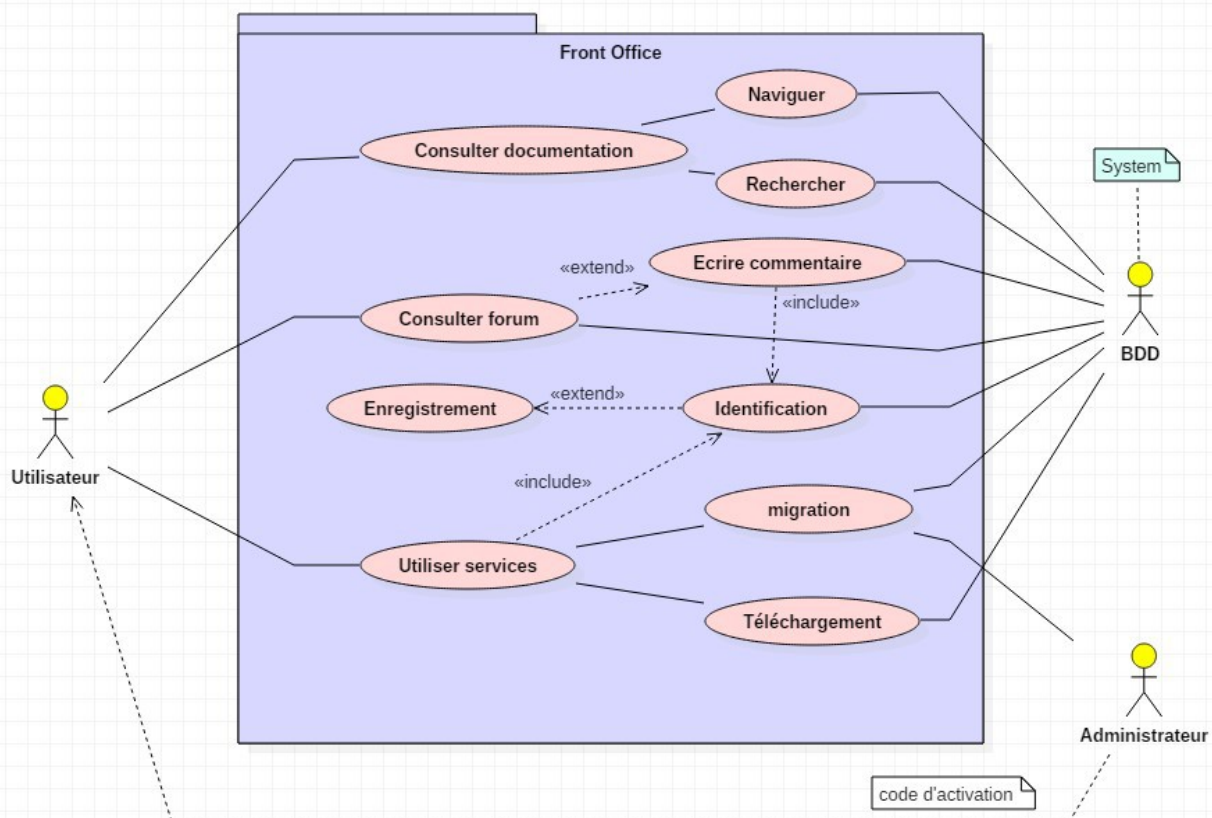 Front Office
Naviguer
Consulter documentation
System
Rechercher
Ecrire commentaire
«extend»
«include»
Consulter forum
BDD
«extend»
Enregistrement
Identification
Utilisateur
«include»
migration
Utiliser services
Téléchargement
Administrateur
code d'activation